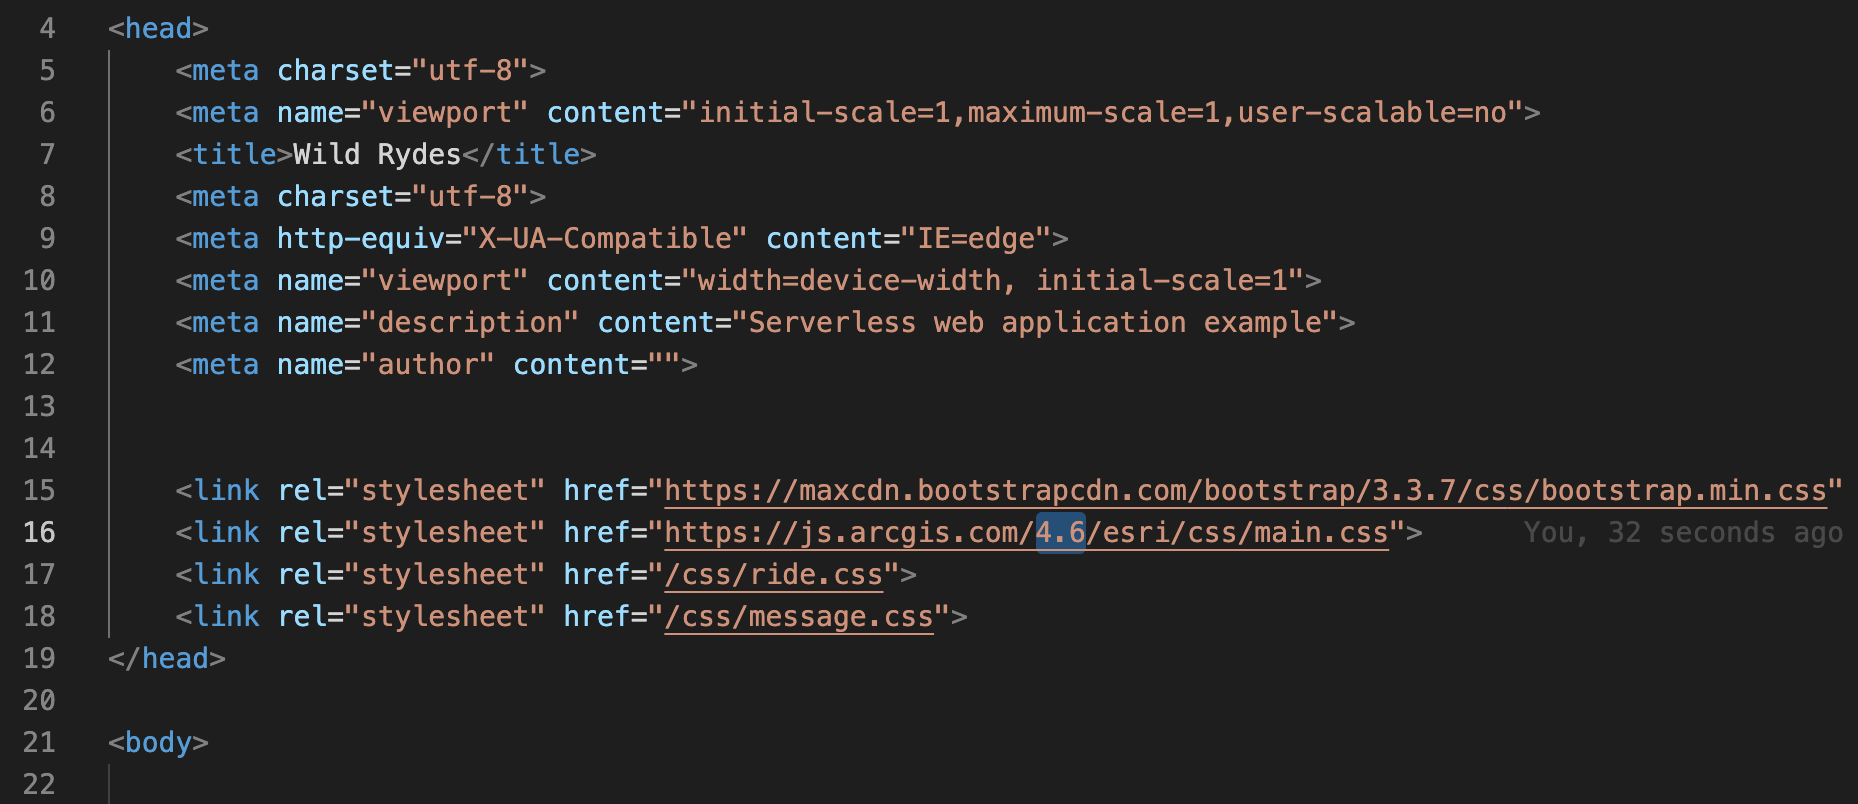 4 <head>
5 <meta charset="utf-8">
6 <meta name="viewport" content="initial-scale=1,maximum-scale=1,user-scalable=no">
7 <title>Wild Rydes</title>
8 <meta charset="utf-8">
9 <meta http-equiv="X-UA-Compatible" content="IE=edge">
10 <meta name="viewport" content="width=device-width, initial-scale=1">
11 <meta name="description" content="Serverless web application example">
12 <meta name="author" content="">
13
14
15 <link rel="stylesheet" href="https://maxcdn.bootstrapcdn.com/bootstrap/3.3.7/css/bootstrap.min.css"
16 <link rel="stylesheet" href="https://js.arcgis.com/4.6/esri/css/main.css"> You, 32 seconds ago
17 <link rel="stylesheet" href="/css/ride.css">
18 <link rel="stylesheet" href="/css/message.css">
19 </head>
20
21 <body>
22